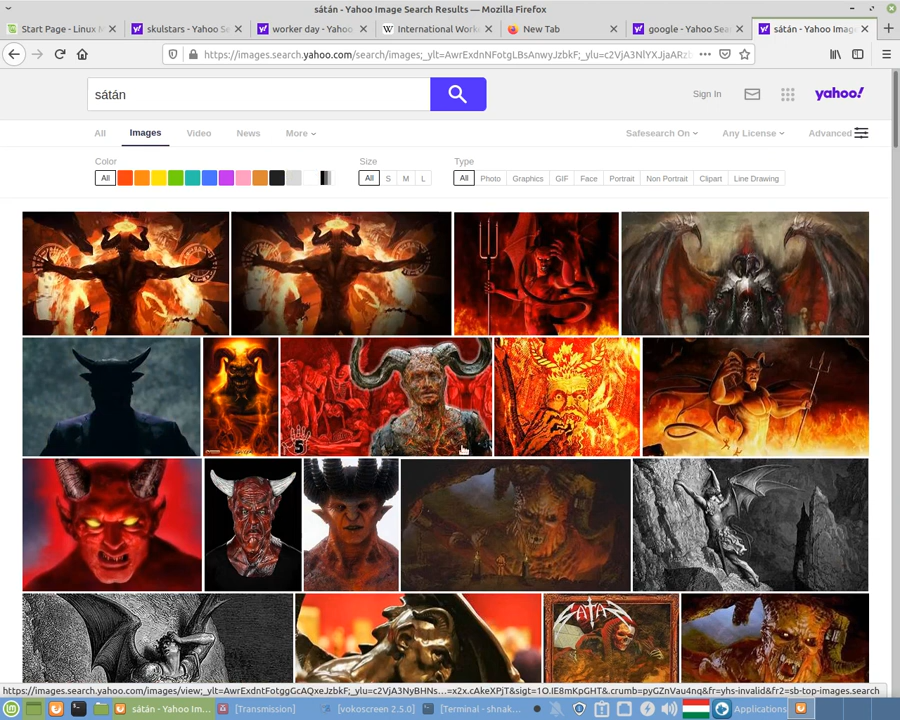 sátán - Yahoo Image Search Results — Mozilla Firefox
Start Page - Linux M
skulstars - Yahoo Se
worker day - Yahoo
International Work
New Tab
google - Yahoo Sea
sátán - Yahoo Imag
https://images.search.yahoo.com/search/images;_ylt=AwrExdnNFotgLBsAnwyJzbkF;_ylu=c2VjA3NlYXJjaARz
sátán
Sign In
yahoo!
All
Images
Video
News
More
Safesearch On
Any License
Advanced
Color
Size
Type
All
All
S
M
L
All
Photo
Graphics
GIF
Face
Portrait
Non Portrait
Clipart
Line Drawing
5
SATAN
https://images.search.yahoo.com/images/view;_ylt=AwrExdntFotggGcAQxeJzbkF;_ylu=c2VjA3NyBHNs...=x2x.cAkeXPjT&sigt=1O.IE8mKpGHT&.crumb=pyGZnVau4nq&fr=yhs-invalid&fr2=sb-top-images.search
sátán - Yahoo Im...
[Transmission]
[vokoscreen 2.5.0]
[Terminal - shnak...
Applications